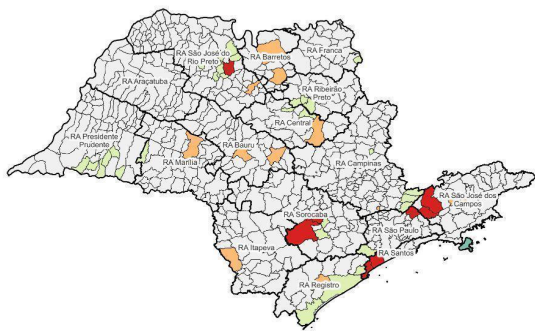 RA São José do
Rio Preto
RA Barretos
RA Franca
RA Araçatuba
RA Ribeirão
Preto
RA Central
RA Presidente
Prudente
RA Marília
RA Bauru
RA Campinas
RA São José dos
Campos
RA Sorocaba
RA São Paulo
RA Itapeva
RA Santos
RA Registro